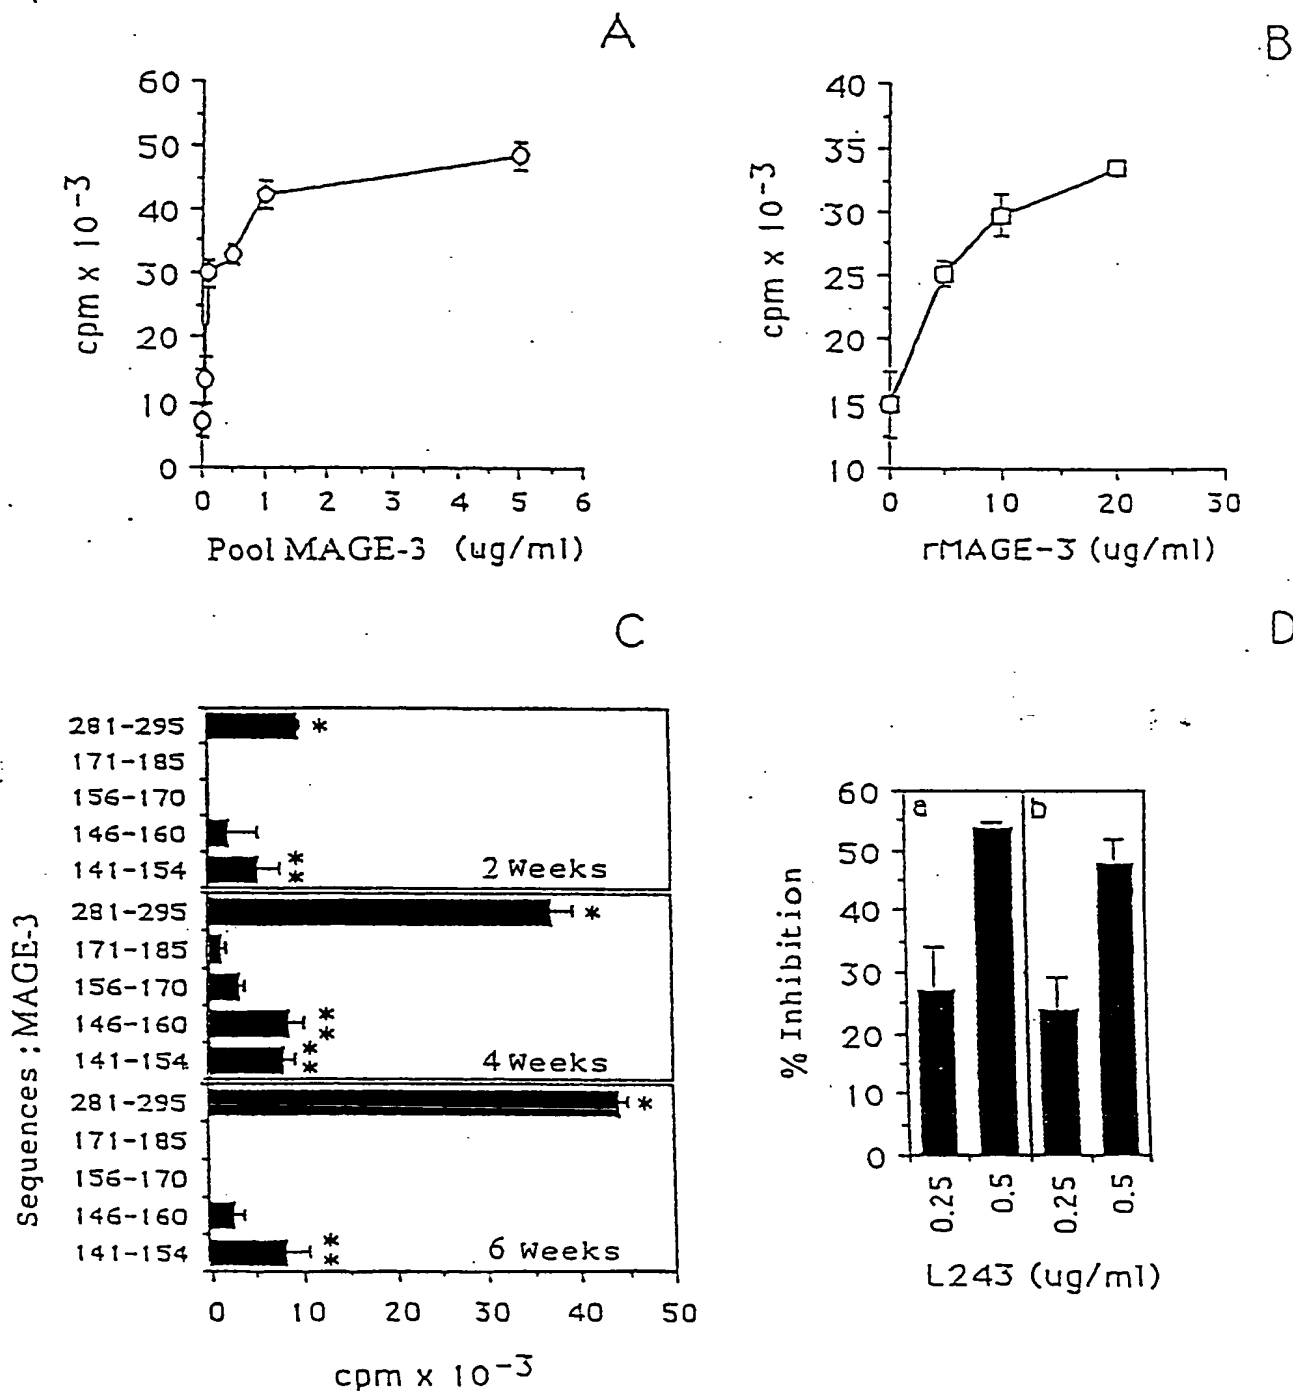 A
60
50
40
30
20
10
0
cpm x 10⁻³
0 1 2 3 4 5 6
Pool MAGE-3 (ug/ml)
B
40
35
30
25
20
15
10
cpm x 10⁻³
0 10 20 30
rMAGE-3 (ug/ml)
C
Sequences : MAGE-3
281-295 *
171-185
156-170
146-160
141-154 **
2 Weeks
281-295 *
171-185
156-170
146-160 **
141-154 **
4 Weeks
281-295 *
171-185
156-170
146-160
141-154 **
6 Weeks
0 10 20 30 40 50
cpm x 10⁻³
D
60
50
40
30
20
10
0
% Inhibition
a b
0.25 0.5 0.25 0.5
L243 (ug/ml)